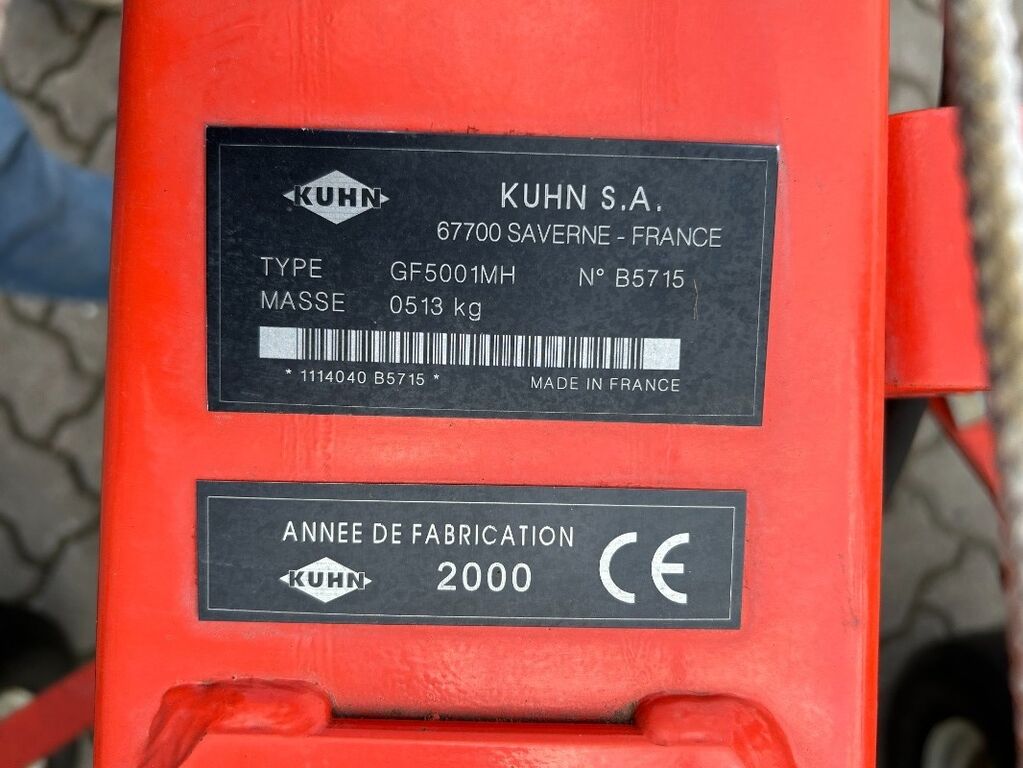 KUHN
KUHN S.A.
67700 SAVERNE - FRANCE
TYPE GF5001MH N° B5715
MASSE 0513 kg
* 1114040 B5715 * MADE IN FRANCE
ANNEE DE FABRICATION
KUHN 2000 CE